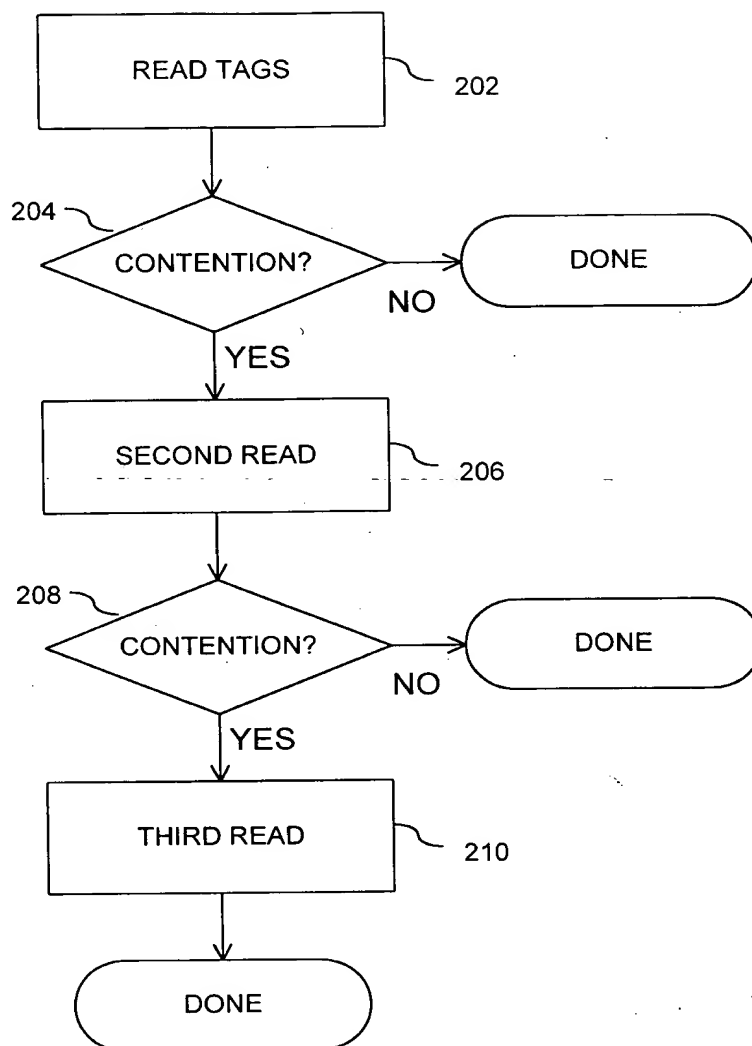 READ TAGS
202
204
CONTENTION?
DONE
NO
YES
SECOND READ
206
208
CONTENTION?
DONE
NO
YES
THIRD READ
210
DONE